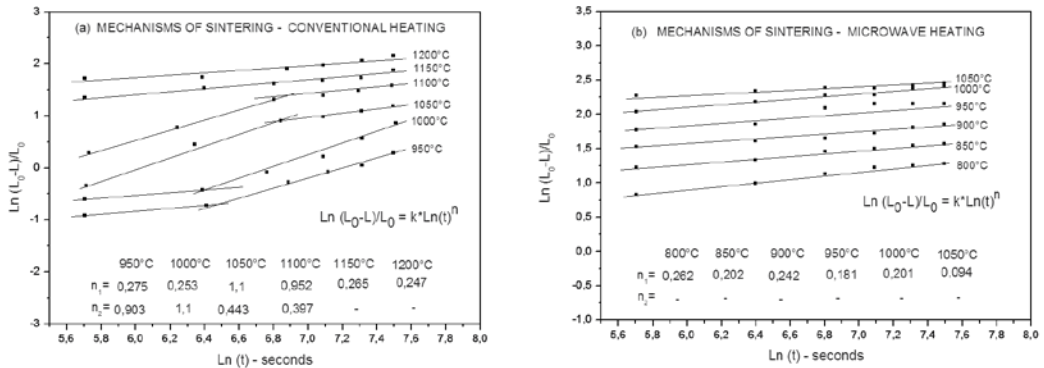 (a) MECHANISMS OF SINTERING - CONVENTIONAL HEATING
3
2
1
0
-1
-2
-3
Ln (L₀-L)/L₀
1200°C
1150°C
1100°C
1050°C
1000°C
950°C
Ln (L₀-L)/L₀ = k*Ln(t)ⁿ
950°C 1000°C 1050°C 1100°C 1150°C 1200°C
n₁= 0,275 0,253 1,1 0,952 0,265 0,247
n₂= 0,903 1,1 0,443 0,397 - -
5,6 5,8 6,0 6,2 6,4 6,6 6,8 7,0 7,2 7,4 7,6 7,8 8,0
Ln (t) - seconds
(b) MECHANISMS OF SINTERING - MICROWAVE HEATING
3,5
3,0
2,5
2,0
1,5
1,0
0,5
0,0
-0,5
-1,0
Ln (L₀-L)/L₀
1050°C
1000°C
950°C
900°C
850°C
800°C
Ln (L₀-L)/L₀ = k*Ln(t)ⁿ
800°C 850°C 900°C 950°C 1000°C 1050°C
n₁= 0,262 0,202 0,242 0,181 0,201 0,094
n₂= - - - - - -
5,6 5,8 6,0 6,2 6,4 6,6 6,8 7,0 7,2 7,4 7,6 7,8 8,0
Ln (t) - seconds